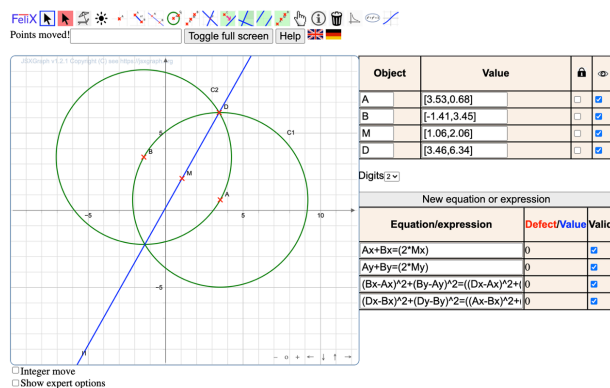 FeliX
Points moved!
Toggle full screen
Help
JSXGraph v1.2.1 Copyright (C) see https://jsxgraph.org
C2
D
C1
B
M
A
5
-5
5
10
-5
H
- o + ← ↓ ↑ →
Integer move
Show expert options
Object Value
A [3.53,0.68]
B [-1.41,3.45]
M [1.06,2.06]
D [3.46,6.34]
Digits 2
New equation or expression
Equation/expression Defect/Value Valid
Ax+Bx=(2*Mx) 0
Ay+By=(2*My) 0
(Bx-Ax)^2+(By-Ay)^2=((Dx-Ax)^2+( 0
(Dx-Bx)^2+(Dy-By)^2=((Ax-Bx)^2+( 0